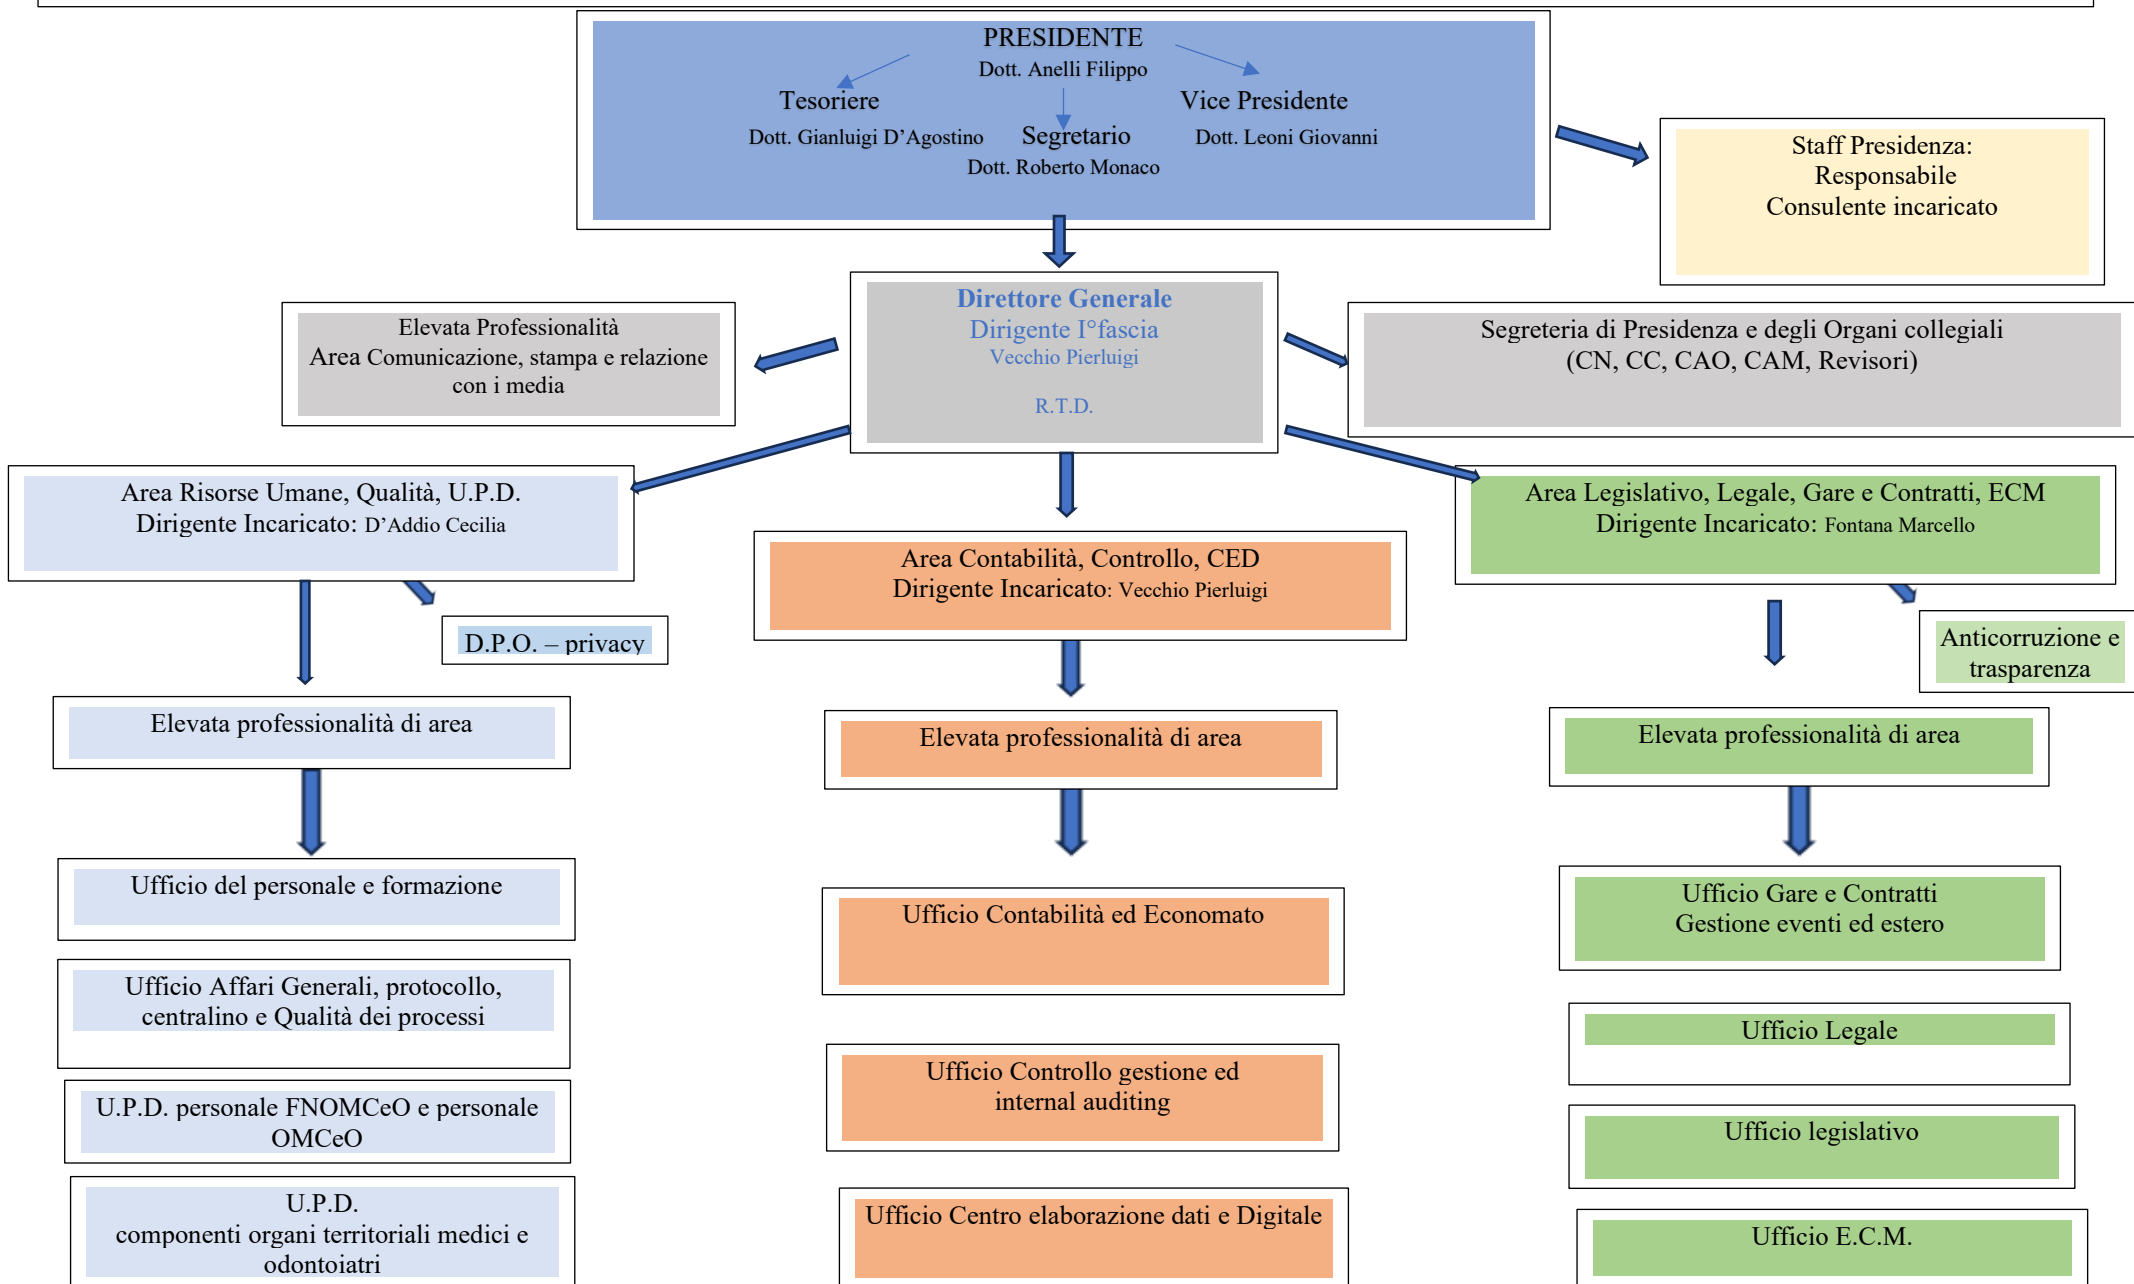 PRESIDENTE
Dott. Anelli Filippo
Tesoriere
Vice Presidente
Dott. Gianluigi D’Agostino
Segretario
Dott. Leoni Giovanni
Dott. Roberto Monaco
Staff Presidenza:
Responsabile
Consulente incaricato
Direttore Generale
Dirigente I°fascia
Vecchio Pierluigi
R.T.D.
Elevata Professionalità
Area Comunicazione, stampa e relazione
con i media
Segreteria di Presidenza e degli Organi collegiali
(CN, CC, CAO, CAM, Revisori)
Area Risorse Umane, Qualità, U.P.D.
Dirigente Incaricato: D’Addio Cecilia
Area Contabilità, Controllo, CED
Dirigente Incaricato: Vecchio Pierluigi
Area Legislativo, Legale, Gare e Contratti, ECM
Dirigente Incaricato: Fontana Marcello
D.P.O. – privacy
Anticorruzione e
trasparenza
Elevata professionalità di area
Elevata professionalità di area
Elevata professionalità di area
Ufficio del personale e formazione
Ufficio Affari Generali, protocollo,
centralino e Qualità dei processi
U.P.D. personale FNOMCeO e personale
OMCeO
U.P.D.
componenti organi territoriali medici e
odontoiatri
Ufficio Contabilità ed Economato
Ufficio Controllo gestione ed
internal auditing
Ufficio Centro elaborazione dati e Digitale
Ufficio Gare e Contratti
Gestione eventi ed estero
Ufficio Legale
Ufficio legislativo
Ufficio E.C.M.